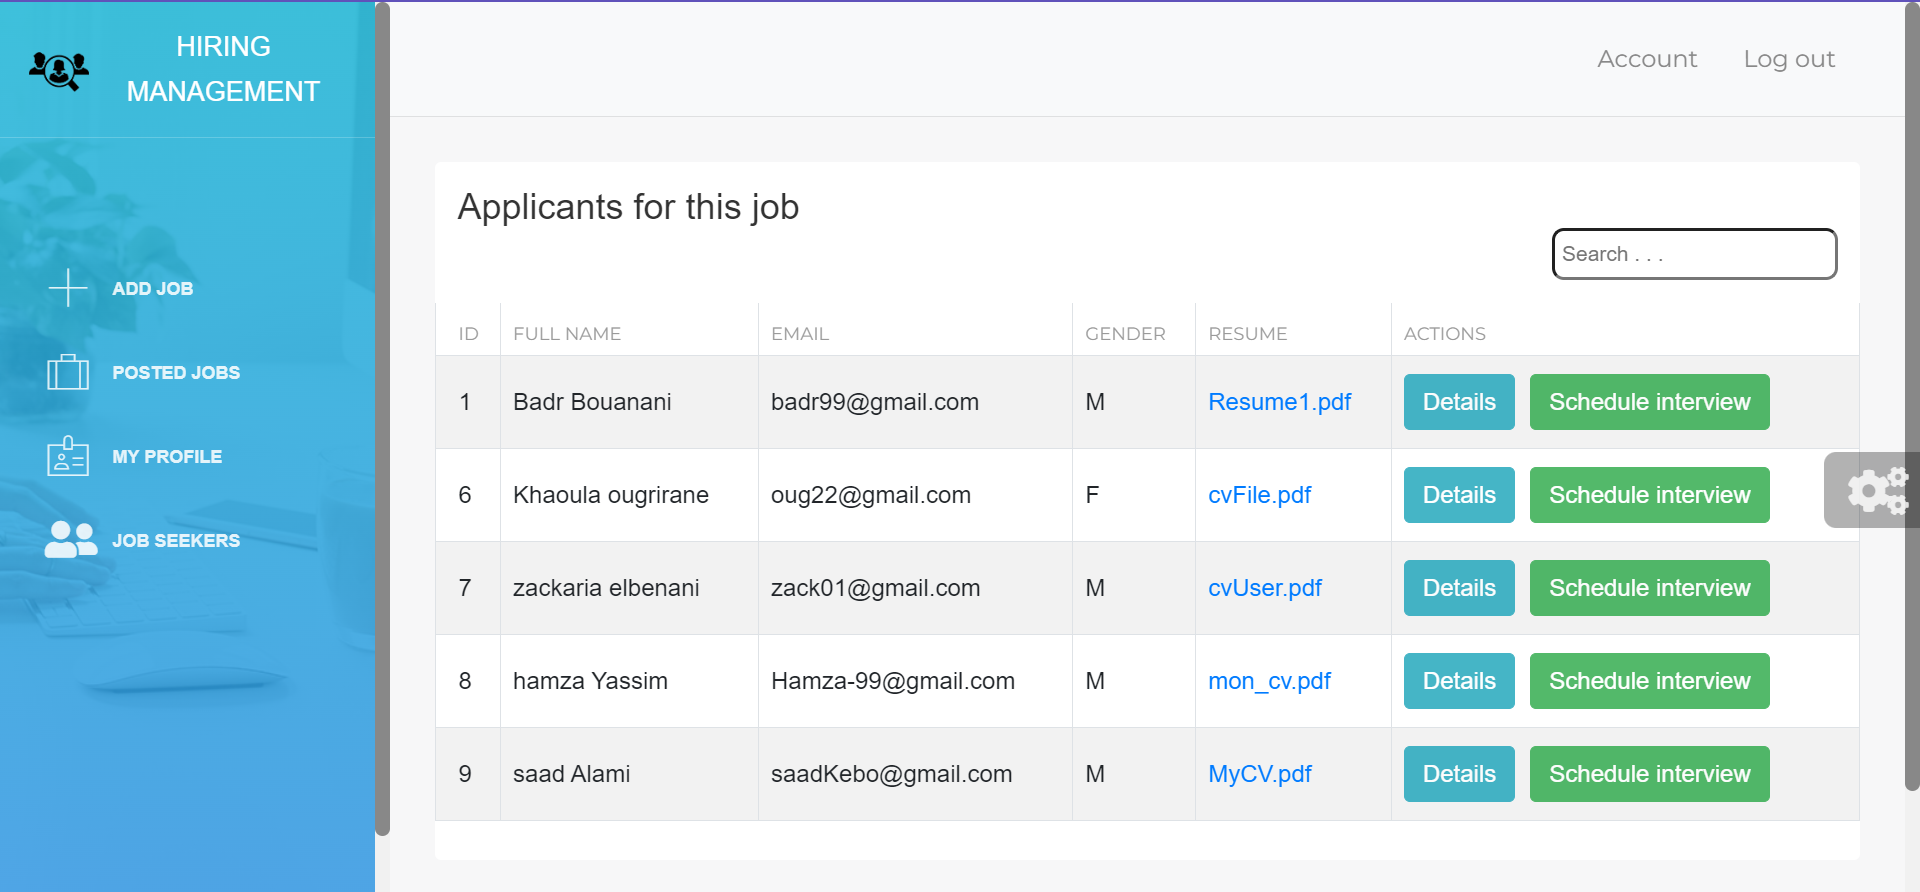 HIRING
MANAGEMENT
Account Log out
Applicants for this job
Search . . .
ADD JOB
POSTED JOBS
MY PROFILE
JOB SEEKERS
ID FULL NAME EMAIL GENDER RESUME ACTIONS
1 Badr Bouanani badr99@gmail.com M Resume1.pdf Details Schedule interview
6 Khaoula ougrirane oug22@gmail.com F cvFile.pdf Details Schedule interview
7 zackaria elbenani zack01@gmail.com M cvUser.pdf Details Schedule interview
8 hamza Yassim Hamza-99@gmail.com M mon_cv.pdf Details Schedule interview
9 saad Alami saadKebo@gmail.com M MyCV.pdf Details Schedule interview